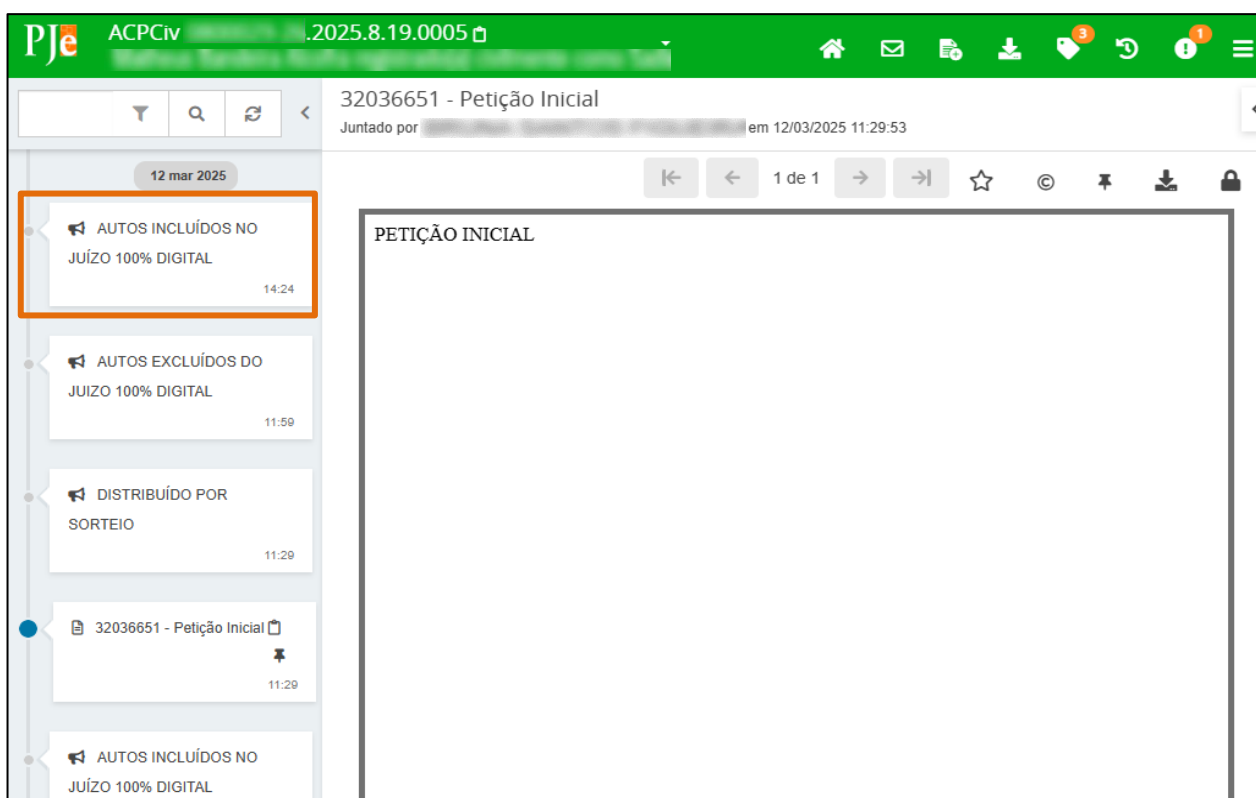 PJe
ACPCiv .2025.8.19.0005
3
1
32036651 - Petição Inicial
Juntado por em 12/03/2025 11:29:53
1 de 1
12 mar 2025
AUTOS INCLUÍDOS NO
JUÍZO 100% DIGITAL
14:24
AUTOS EXCLUÍDOS DO
JUIZO 100% DIGITAL
11:59
DISTRIBUÍDO POR
SORTEIO
11:29
32036651 - Petição Inicial
11:29
AUTOS INCLUÍDOS NO
JUÍZO 100% DIGITAL
PETIÇÃO INICIAL